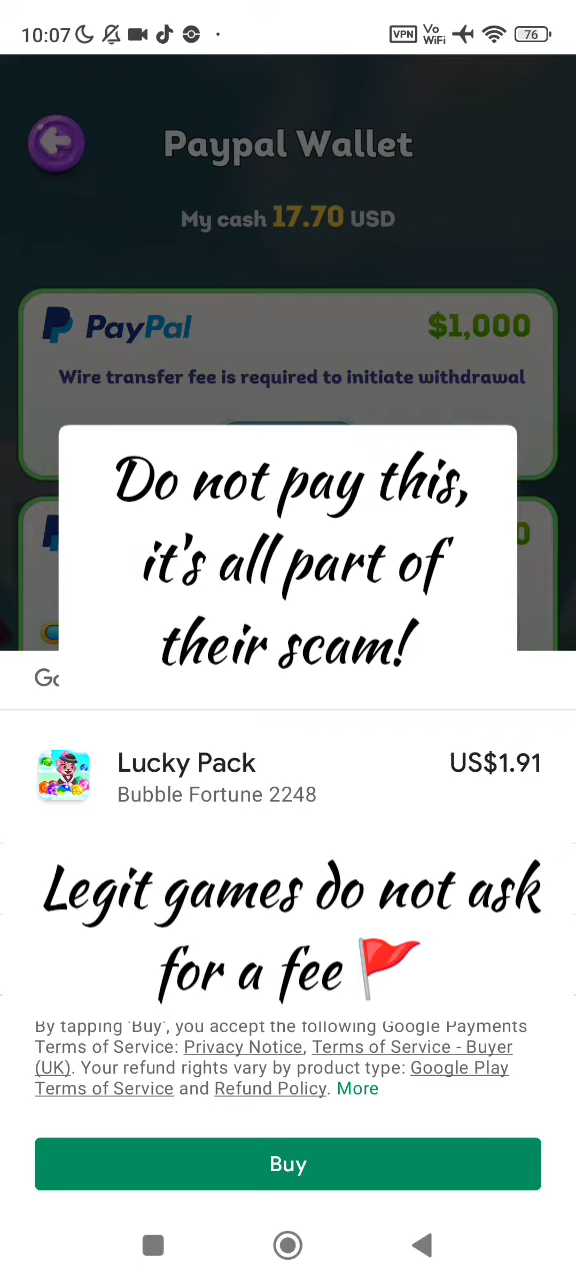 10:07
VPN Vo WiFi 76
Paypal Wallet
My cash 17.70 USD
PayPal $1,000
Wire transfer fee is required to initiate withdrawal
Do not pay this,
it's all part of
their scam!
Lucky Pack US$1.91
Bubble Fortune 2248
Legit games do not ask
for a fee 🚩
By tapping 'Buy', you accept the following Google Payments
Terms of Service: Privacy Notice, Terms of Service - Buyer
(UK). Your refund rights vary by product type: Google Play
Terms of Service and Refund Policy. More
Buy